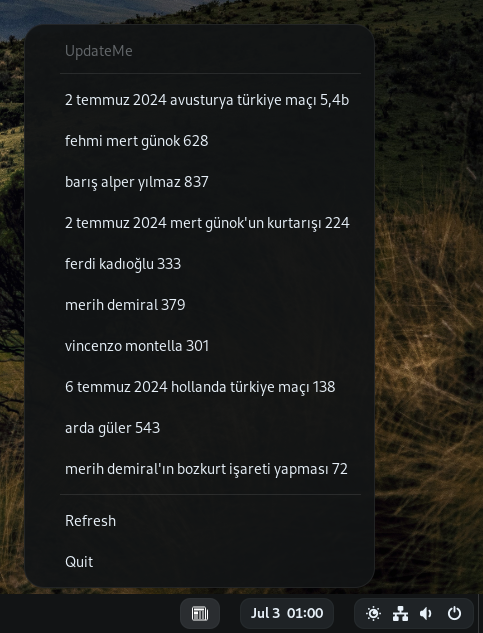 UpdateMe
2 temmuz 2024 avusturya türkiye maçı 5,4b
fehmi mert günok 628
barış alper yılmaz 837
2 temmuz 2024 mert günok'un kurtarışı 224
ferdi kadıoğlu 333
merih demiral 379
vincenzo montella 301
6 temmuz 2024 hollanda türkiye maçı 138
arda güler 543
merih demiral'ın bozkurt işareti yapması 72
Refresh
Quit
Jul 3 01:00